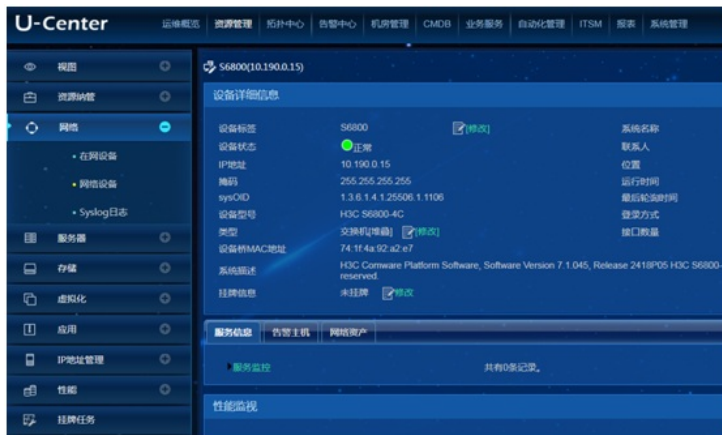 U-Center
运维概览 资源管理 拓扑中心 告警中心 机房管理 CMDB 业务服务 自动化管理 ITSM 报表 系统管理
视图
资源纳管
网络
在网设备
网络设备
Syslog日志
服务器
存储
虚拟化
应用
IP地址管理
性能
挂牌任务
S6800(10.190.0.15)
设备详细信息
设备标签 S6800 [修改] 系统名称
设备状态 正常 联系人
IP地址 10.190.0.15 位置
掩码 255.255.255.255 运行时间
sysOID 1.3.6.1.4.1.25506.1.1106 最后轮询时间
设备型号 H3C S6800-4C 登录方式
类型 交换机[堆叠] [修改] 接口数量
设备桥MAC地址 74:1f:4a:92:a2:e7
系统描述 H3C Comware Platform Software, Software Version 7.1.045, Release 2418P05 H3C S6800-
reserved.
挂牌信息 未挂牌 修改
服务信息 告警主机 网络资产
服务监控 共有0条记录。
性能监视